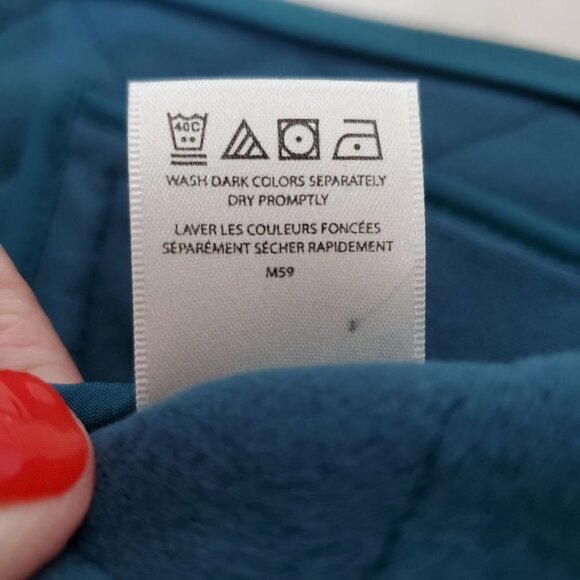 40C
WASH DARK COLORS SEPARATELY
DRY PROMPTLY
LAVER LES COULEURS FONCÉES
SÉPARÉMENT SÉCHER RAPIDEMENT
M59